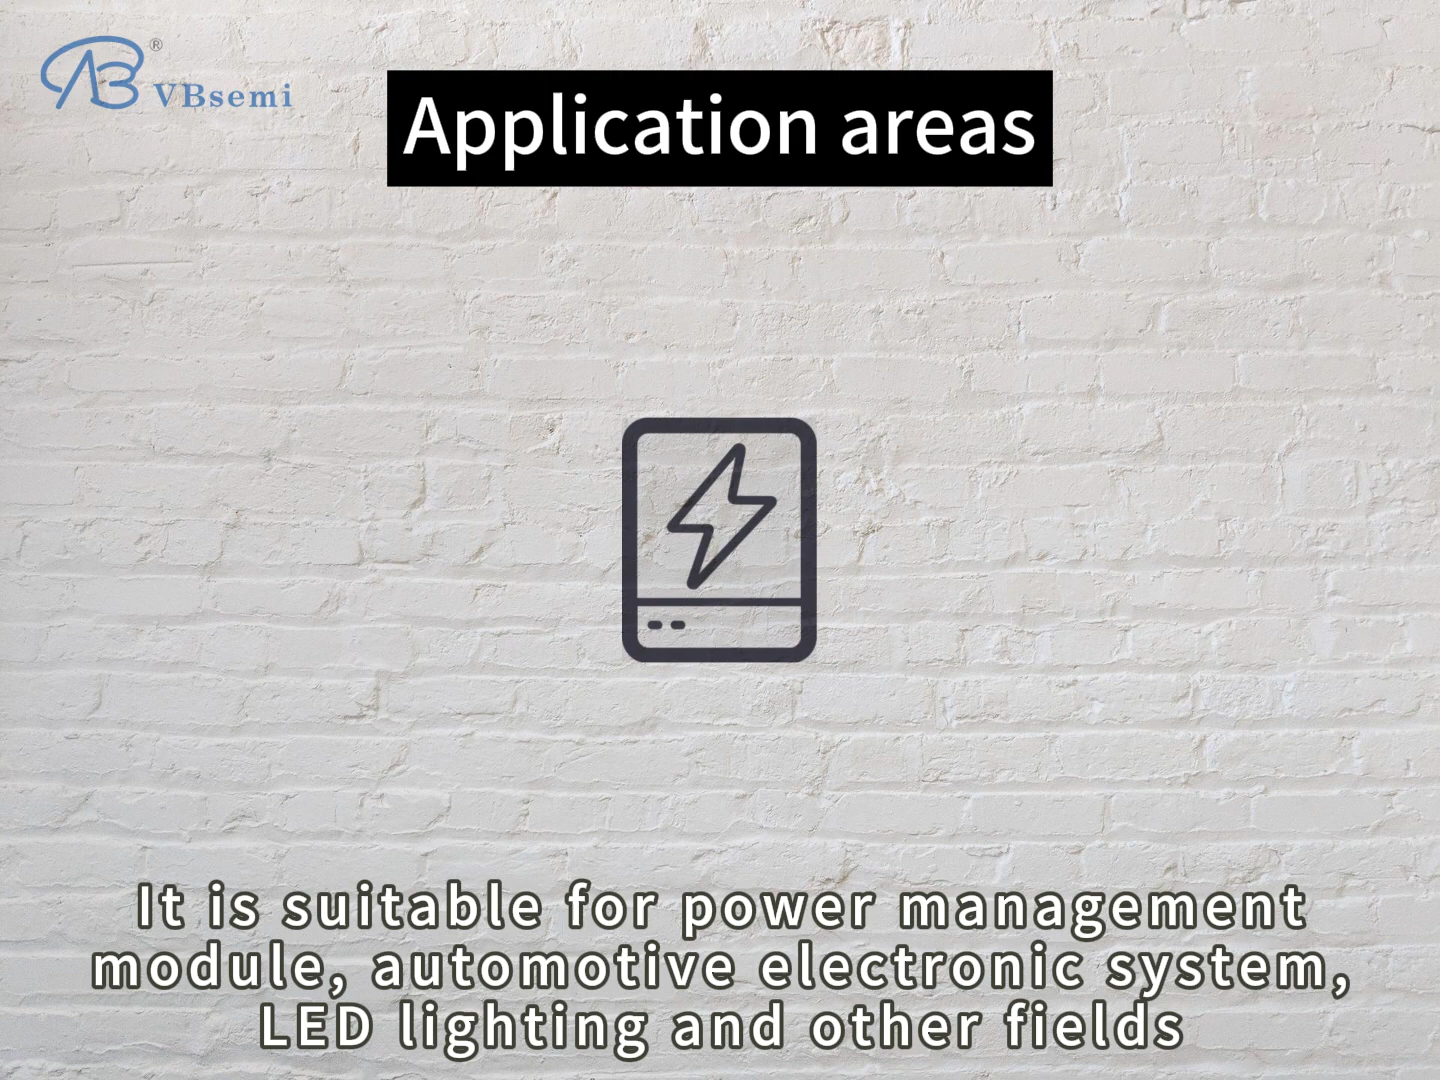 VBsemi
®
Application areas
It is suitable for power management
module, automotive electronic system,
LED lighting and other fields